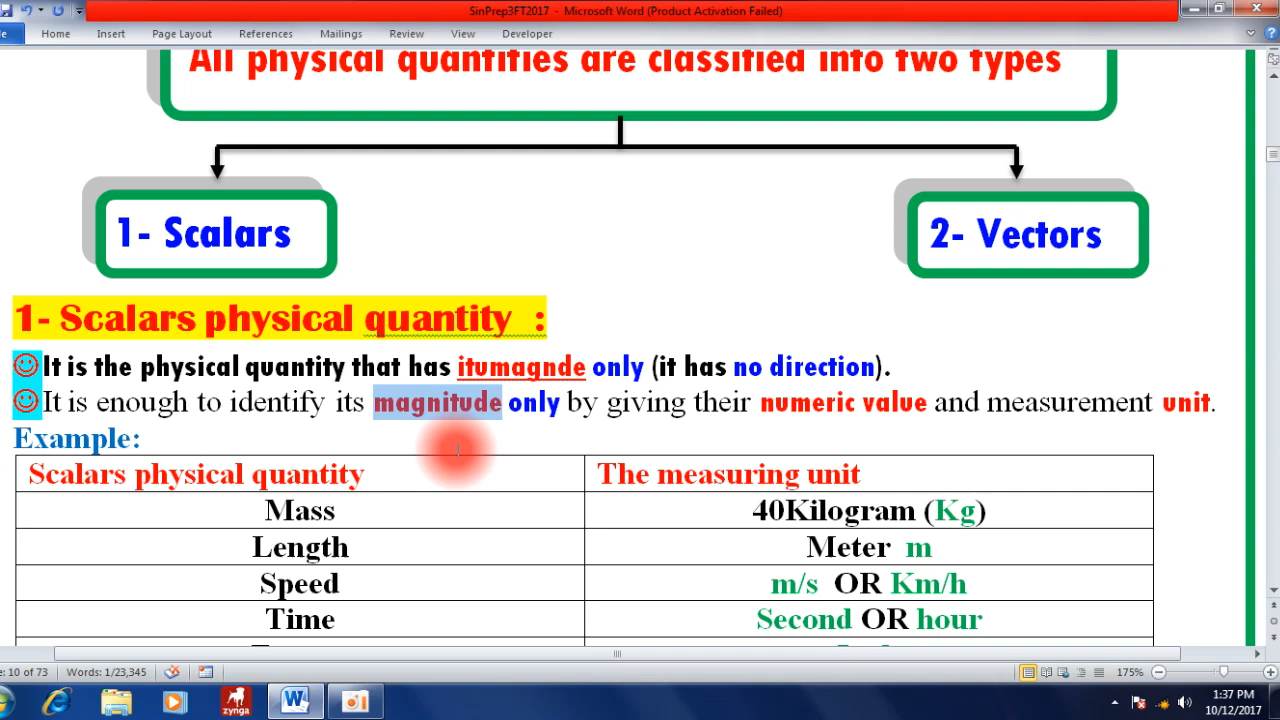 SinPrep3FT2017 - Microsoft Word (Product Activation Failed)
Home Insert Page Layout References Mailings Review View Developer
All physical quantities are classified into two types
1- Scalars
2- Vectors
1- Scalars physical quantity :
It is the physical quantity that has itumagnde only (it has no direction).
It is enough to identify its magnitude only by giving their numeric value and measurement unit.
Example:
Scalars physical quantity The measuring unit
Mass 40Kilogram (Kg)
Length Meter m
Speed m/s OR Km/h
Time Second OR hour
e: 10 of 73 Words: 1/23,345 175%
zynga
1:37 PM
10/12/2017